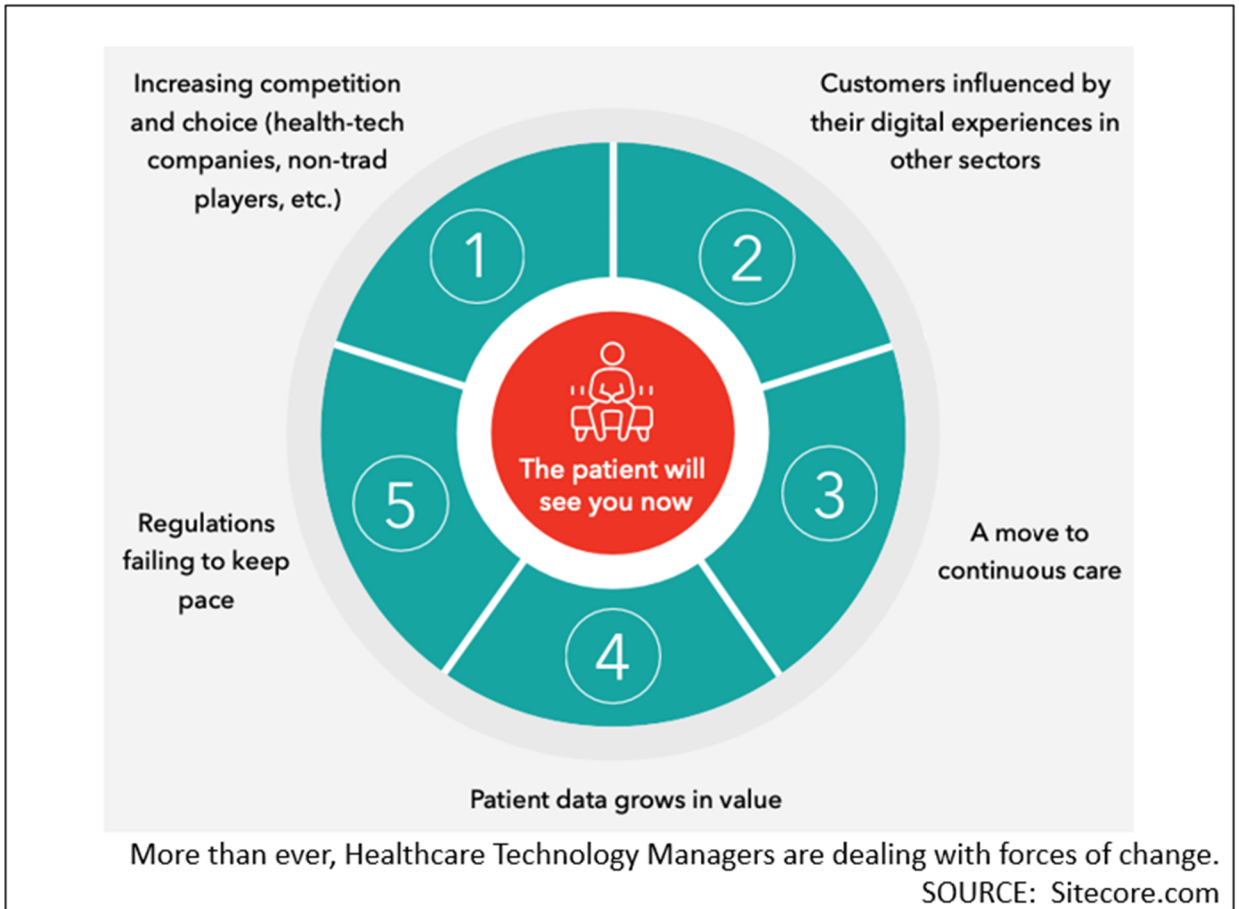 Increasing competition
and choice (health-tech
companies, non-trad
players, etc.)
Customers influenced by
their digital experiences in
other sectors
1
2
The patient will
see you now
3
A move to
continuous care
5
Regulations
failing to keep
pace
4
Patient data grows in value
More than ever, Healthcare Technology Managers are dealing with forces of change.
SOURCE: Sitecore.com